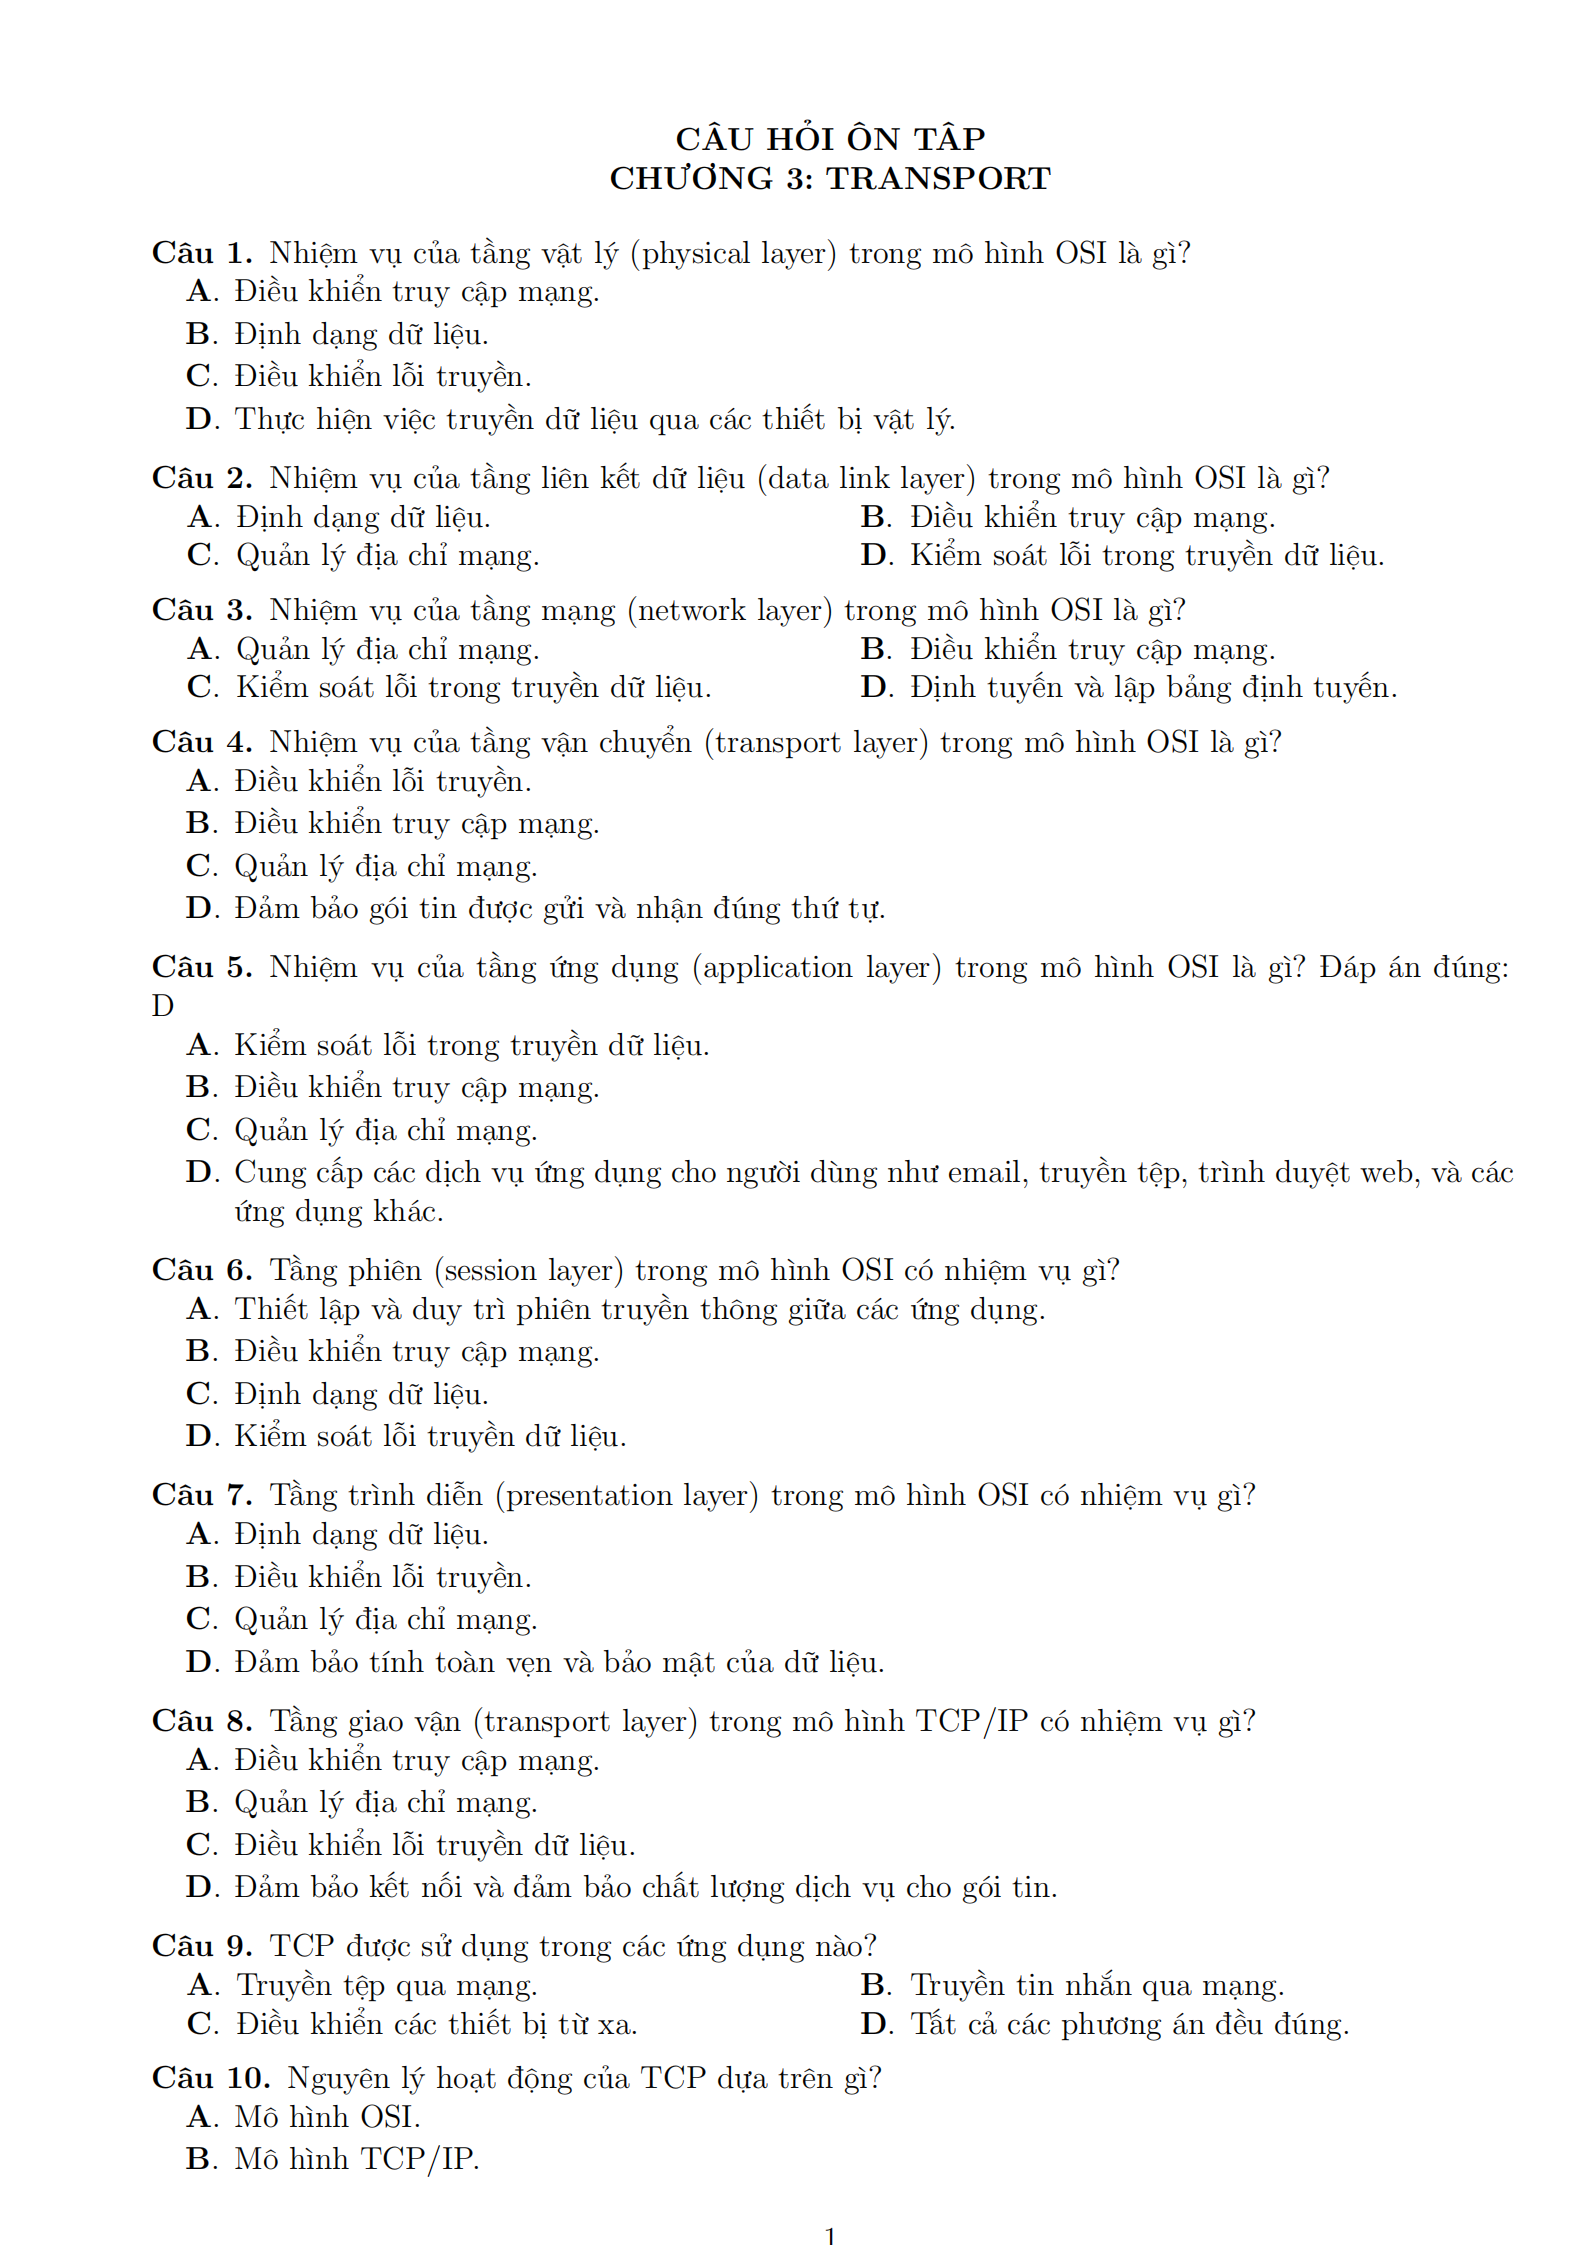 CÂU HỎI ÔN TẬP
CHƯƠNG 3: TRANSPORT
Câu 1. Nhiệm vụ của tầng vật lý (physical layer) trong mô hình OSI là gì?
A. Điều khiển truy cập mạng.
B. Định dạng dữ liệu.
C. Điều khiển lỗi truyền.
D. Thực hiện việc truyền dữ liệu qua các thiết bị vật lý.
Câu 2. Nhiệm vụ của tầng liên kết dữ liệu (data link layer) trong mô hình OSI là gì?
A. Định dạng dữ liệu. B. Điều khiển truy cập mạng.
C. Quản lý địa chỉ mạng. D. Kiểm soát lỗi trong truyền dữ liệu.
Câu 3. Nhiệm vụ của tầng mạng (network layer) trong mô hình OSI là gì?
A. Quản lý địa chỉ mạng. B. Điều khiển truy cập mạng.
C. Kiểm soát lỗi trong truyền dữ liệu. D. Định tuyến và lập bảng định tuyến.
Câu 4. Nhiệm vụ của tầng vận chuyển (transport layer) trong mô hình OSI là gì?
A. Điều khiển lỗi truyền.
B. Điều khiển truy cập mạng.
C. Quản lý địa chỉ mạng.
D. Đảm bảo gói tin được gửi và nhận đúng thứ tự.
Câu 5. Nhiệm vụ của tầng ứng dụng (application layer) trong mô hình OSI là gì? Đáp án đúng:
D
A. Kiểm soát lỗi trong truyền dữ liệu.
B. Điều khiển truy cập mạng.
C. Quản lý địa chỉ mạng.
D. Cung cấp các dịch vụ ứng dụng cho người dùng như email, truyền tệp, trình duyệt web, và các
ứng dụng khác.
Câu 6. Tầng phiên (session layer) trong mô hình OSI có nhiệm vụ gì?
A. Thiết lập và duy trì phiên truyền thông giữa các ứng dụng.
B. Điều khiển truy cập mạng.
C. Định dạng dữ liệu.
D. Kiểm soát lỗi truyền dữ liệu.
Câu 7. Tầng trình diễn (presentation layer) trong mô hình OSI có nhiệm vụ gì?
A. Định dạng dữ liệu.
B. Điều khiển lỗi truyền.
C. Quản lý địa chỉ mạng.
D. Đảm bảo tính toàn vẹn và bảo mật của dữ liệu.
Câu 8. Tầng giao vận (transport layer) trong mô hình TCP/IP có nhiệm vụ gì?
A. Điều khiển truy cập mạng.
B. Quản lý địa chỉ mạng.
C. Điều khiển lỗi truyền dữ liệu.
D. Đảm bảo kết nối và đảm bảo chất lượng dịch vụ cho gói tin.
Câu 9. TCP được sử dụng trong các ứng dụng nào?
A. Truyền tệp qua mạng. B. Truyền tin nhắn qua mạng.
C. Điều khiển các thiết bị từ xa. D. Tất cả các phương án đều đúng.
Câu 10. Nguyên lý hoạt động của TCP dựa trên gì?
A. Mô hình OSI.
B. Mô hình TCP/IP.
1